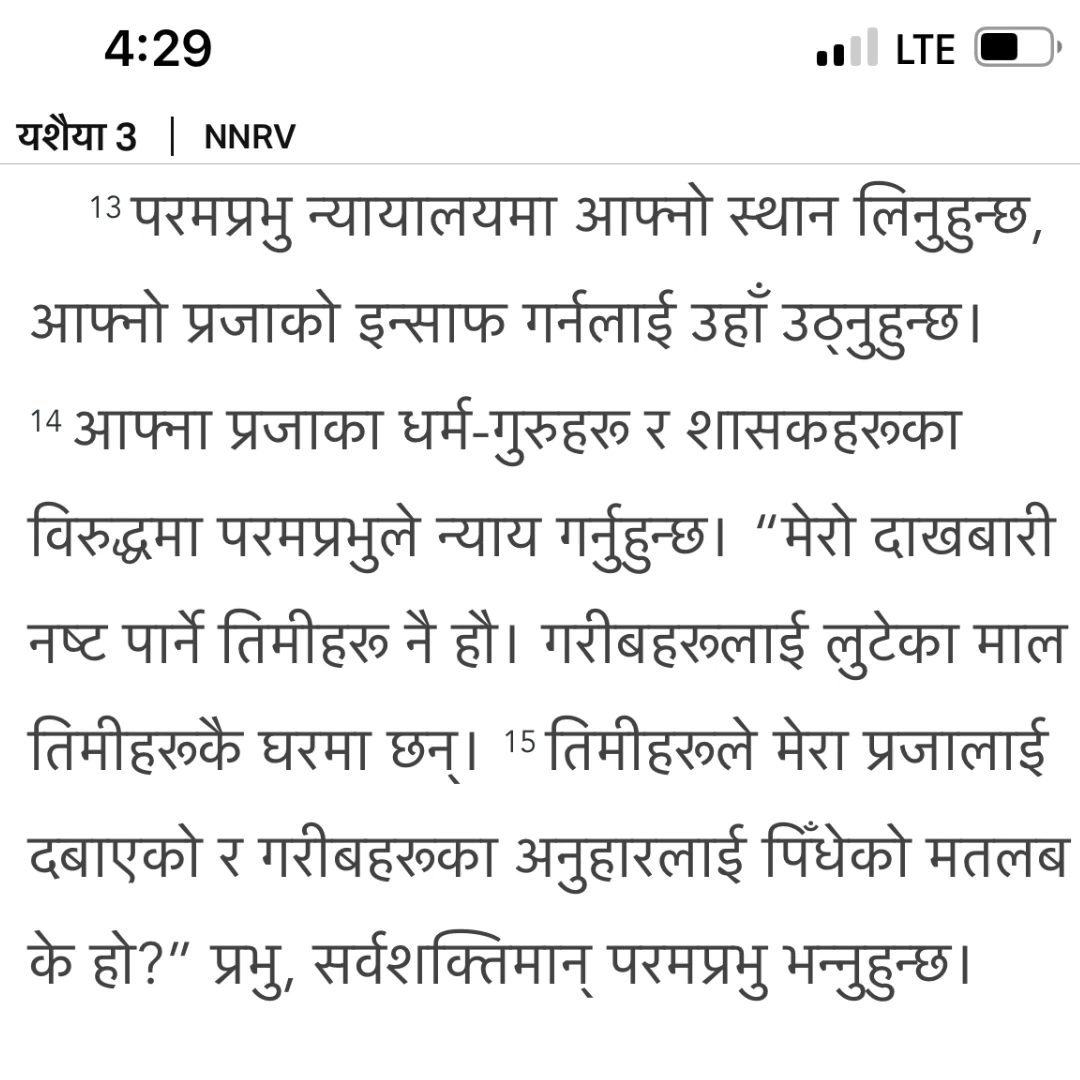 4:29 LTE
यशैया 3 | NNRV
13 परमप्रभु न्यायालयमा आफ्नो स्थान लिनुहुन्छ,
आफ्नो प्रजाको इन्साफ गर्नलाई उहाँ उठ्नुहुन्छ।
14 आफ्ना प्रजाका धर्म-गुरुहरू र शासकहरूका
विरुद्धमा परमप्रभुले न्याय गर्नुहुन्छ। “मेरो दाखबारी
नष्ट पार्ने तिमीहरू नै हौ। गरीबहरूलाई लुटेका माल
तिमीहरूकै घरमा छन्। 15 तिमीहरूले मेरा प्रजालाई
दबाएको र गरीबहरूका अनुहारलाई पिँधेको मतलब
के हो?” प्रभु, सर्वशक्तिमान् परमप्रभु भन्नुहुन्छ।